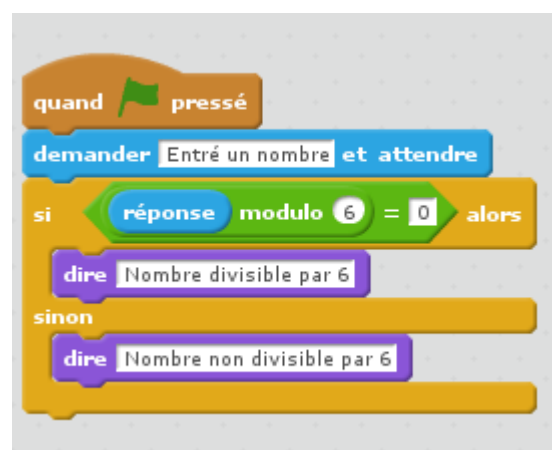 quand pressé
demander Entré un nombre et attendre
si réponse modulo 6 = 0 alors
dire Nombre divisible par 6
sinon
dire Nombre non divisible par 6